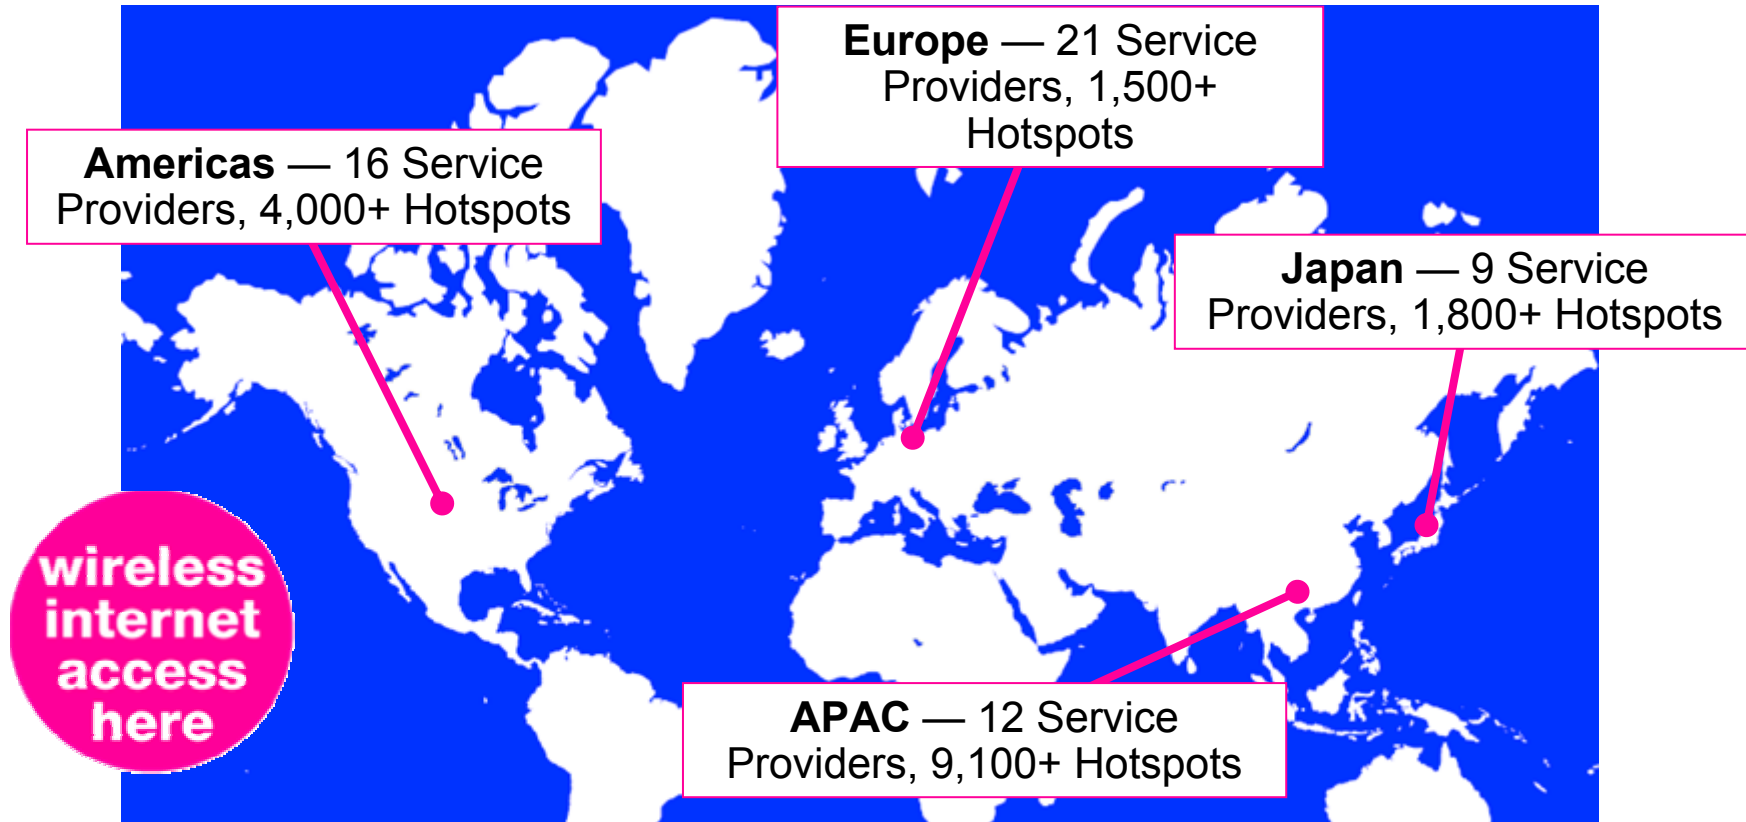 Europe — 21 Service
Providers, 1,500+
Hotspots
Americas — 16 Service
Providers, 4,000+ Hotspots
Japan — 9 Service
Providers, 1,800+ Hotspots
wireless
internet
access
here
APAC — 12 Service
Providers, 9,100+ Hotspots